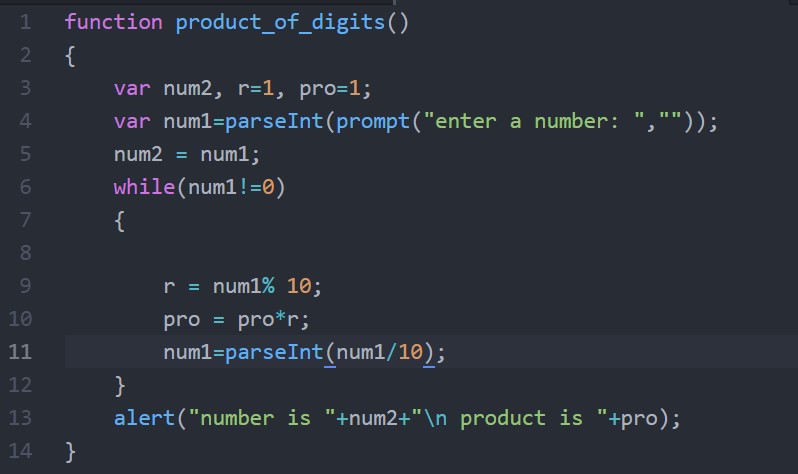 1 function product_of_digits()
2 {
3     var num2, r=1, pro=1;
4     var num1=parseInt(prompt("enter a number: ",""));
5     num2 = num1;
6     while(num1!=0)
7     {
8
9         r = num1% 10;
10         pro = pro*r;
11         num1=parseInt(num1/10);
12     }
13     alert("number is "+num2+"\n product is "+pro);
14 }